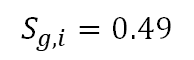 S_{g,i} = 0.49